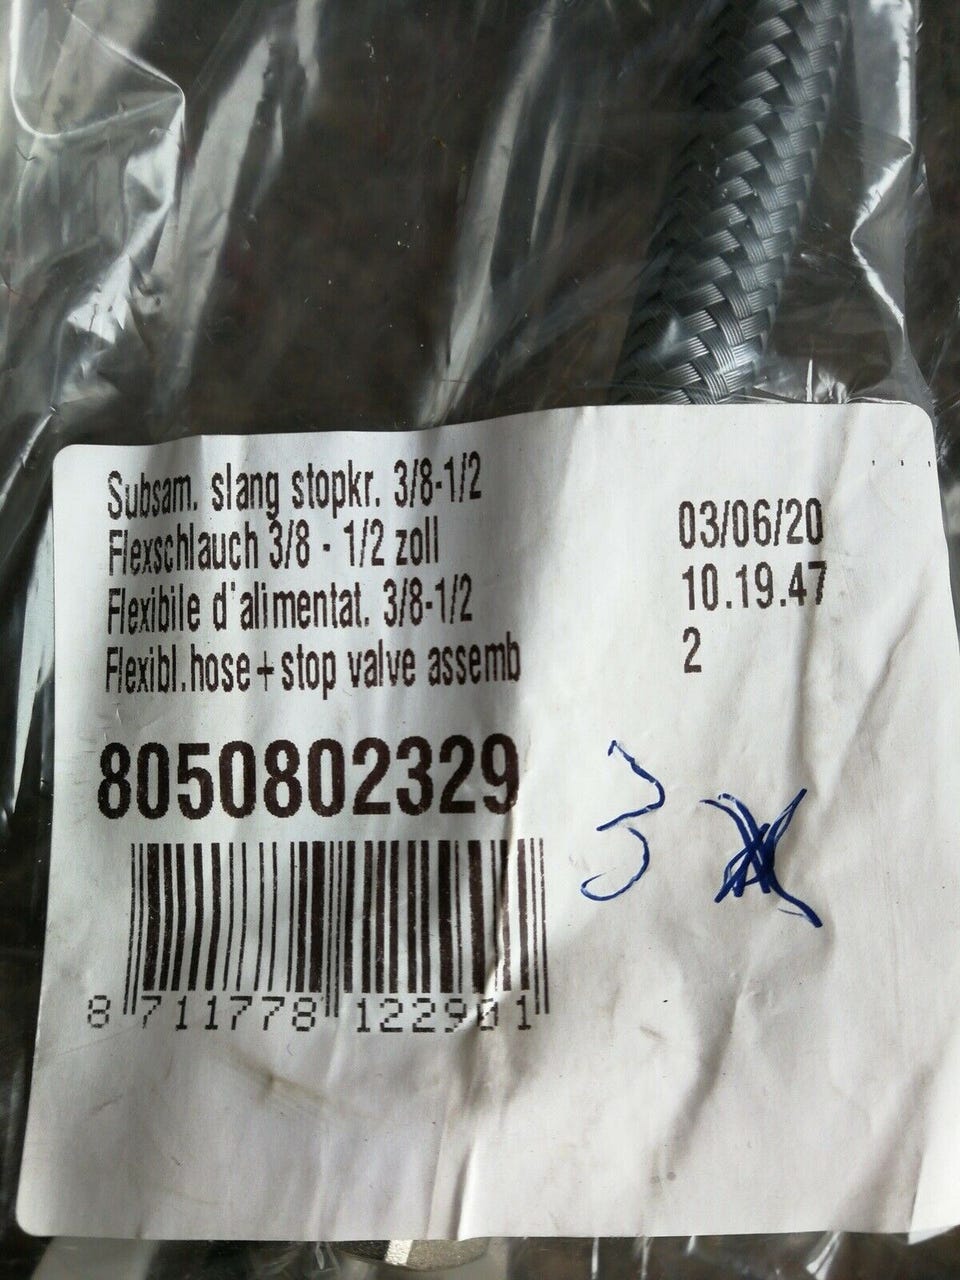 Subsam. slang stopkr. 3/8-1/2
Flexschlauch 3/8 - 1/2 zoll
Flexibile d'alimentat. 3/8-1/2
Flexibl.hose+stop valve assemb
03/06/20
10.19.47
2
8050802329
3 x
8 711778 122901